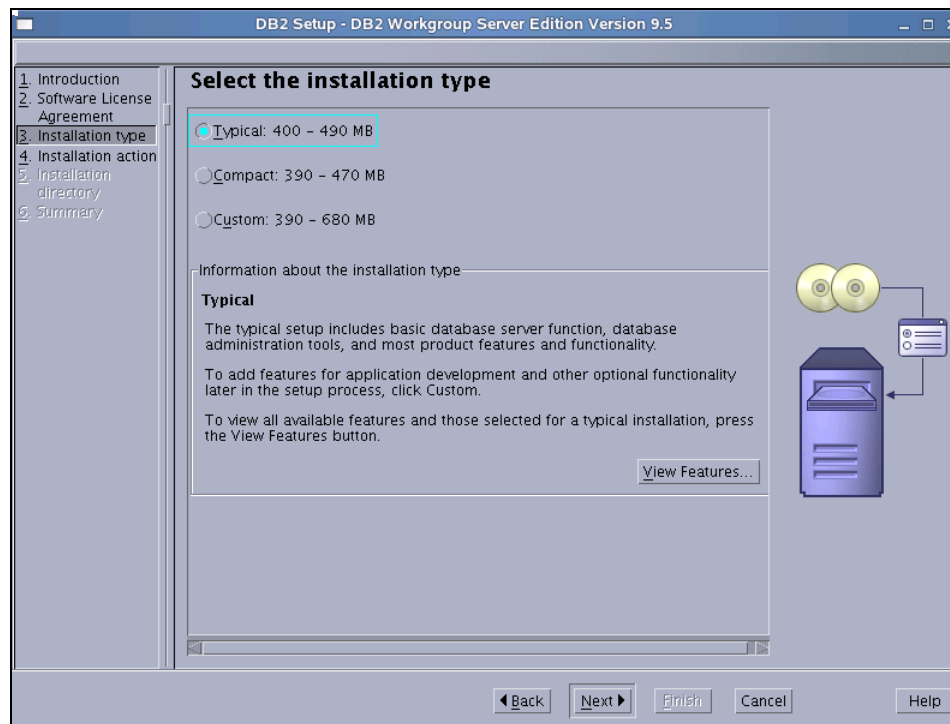 DB2 Setup - DB2 Workgroup Server Edition Version 9.5
1. Introduction
2. Software License
Agreement
3. Installation type
4. Installation action
5. Installation
directory
6. Summary
Select the installation type
Typical: 400 - 490 MB
Compact: 390 - 470 MB
Custom: 390 - 680 MB
Information about the installation type
Typical
The typical setup includes basic database server function, database
administration tools, and most product features and functionality.
To add features for application development and other optional functionality
later in the setup process, click Custom.
To view all available features and those selected for a typical installation, press
the View Features button.
View Features...
Back
Next
Finish
Cancel
Help